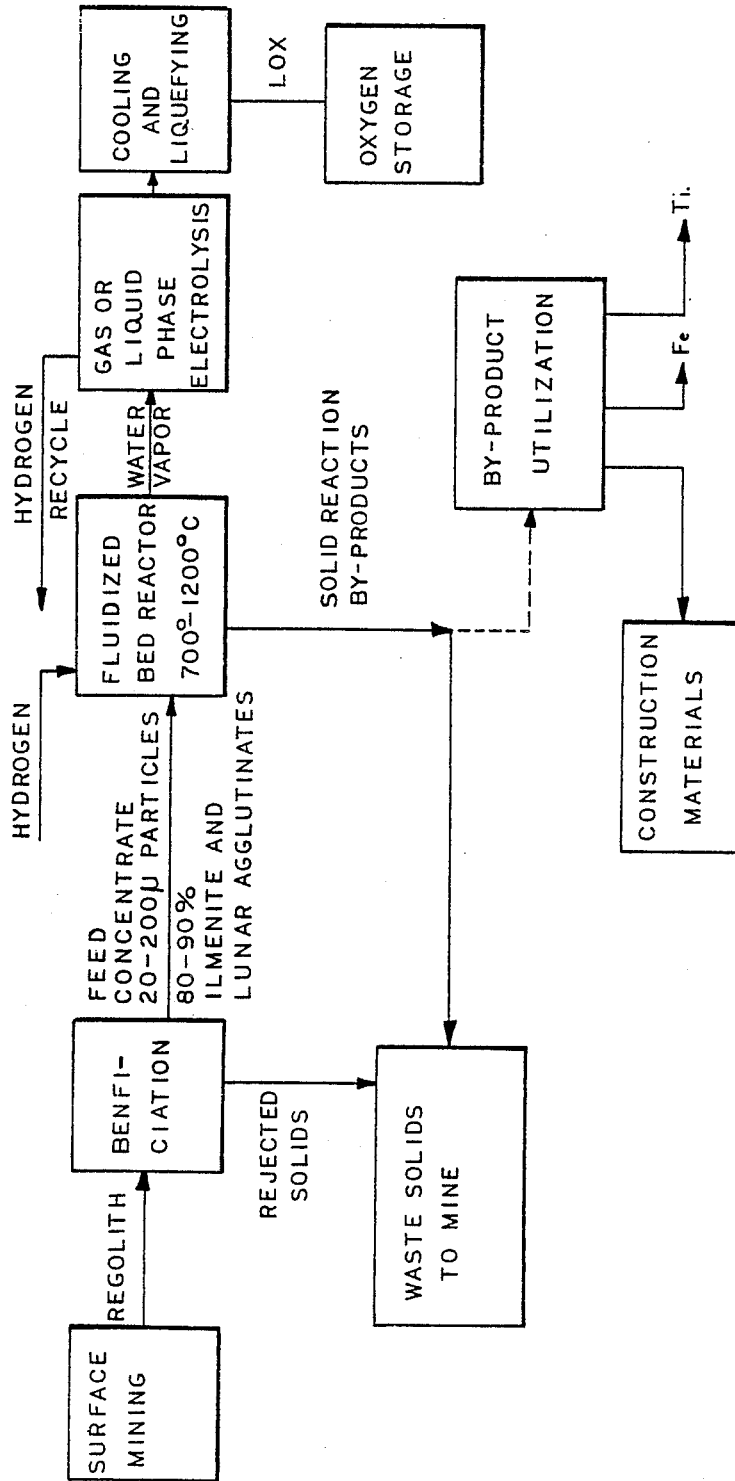 SURFACE
MINING
REGOLITH
BENFI-
CIATION
REJECTED
SOLIDS
WASTE SOLIDS
TO MINE
FEED
CONCENTRATE
20-200µ PARTICLES
80-90%
ILMENITE AND
LUNAR AGGLUTINATES
HYDROGEN
HYDROGEN
RECYCLE
FLUIDIZED
BED REACTOR
700°-1200°C
WATER
VAPOR
GAS OR
LIQUID
PHASE
ELECTROLYSIS
COOLING
AND
LIQUEFYING
LOX
OXYGEN
STORAGE
SOLID REACTION
BY-PRODUCTS
BY-PRODUCT
UTILIZATION
CONSTRUCTION
MATERIALS
Fe
Ti.